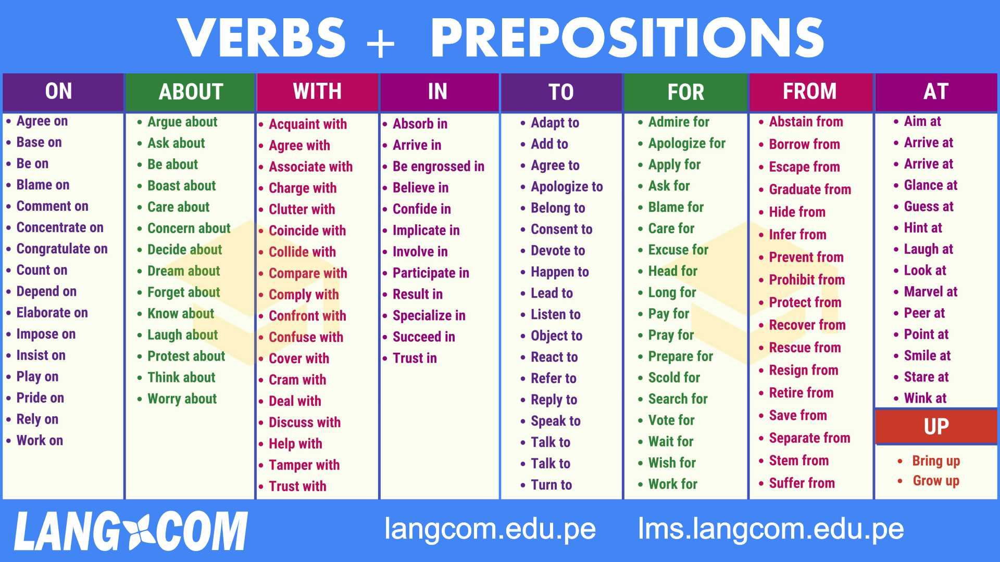 VERBS + PREPOSITIONS
ON
• Agree on
• Base on
• Be on
• Blame on
• Comment on
• Concentrate on
• Congratulate on
• Count on
• Depend on
• Elaborate on
• Impose on
• Insist on
• Play on
• Pride on
• Rely on
• Work on
ABOUT
• Argue about
• Ask about
• Be about
• Boast about
• Care about
• Concern about
• Decide about
• Dream about
• Forget about
• Know about
• Laugh about
• Protest about
• Think about
• Worry about
WITH
• Acquaint with
• Agree with
• Associate with
• Charge with
• Clutter with
• Coincide with
• Collide with
• Compare with
• Comply with
• Confront with
• Confuse with
• Cover with
• Cram with
• Deal with
• Discuss with
• Help with
• Tamper with
• Trust with
IN
• Absorb in
• Arrive in
• Be engrossed in
• Believe in
• Confide in
• Implicate in
• Involve in
• Participate in
• Result in
• Specialize in
• Succeed in
• Trust in
TO
• Adapt to
• Add to
• Agree to
• Apologize to
• Belong to
• Consent to
• Devote to
• Happen to
• Lead to
• Listen to
• Object to
• React to
• Refer to
• Reply to
• Speak to
• Talk to
• Talk to
• Turn to
FOR
• Admire for
• Apologize for
• Apply for
• Ask for
• Blame for
• Care for
• Excuse for
• Head for
• Long for
• Pay for
• Pray for
• Prepare for
• Scold for
• Search for
• Vote for
• Wait for
• Wish for
• Work for
FROM
• Abstain from
• Borrow from
• Escape from
• Graduate from
• Hide from
• Infer from
• Prevent from
• Prohibit from
• Protect from
• Recover from
• Rescue from
• Resign from
• Retire from
• Save from
• Separate from
• Stem from
• Suffer from
AT
• Aim at
• Arrive at
• Arrive at
• Glance at
• Guess at
• Hint at
• Laugh at
• Look at
• Marvel at
• Peer at
• Point at
• Smile at
• Stare at
• Wink at
UP
• Bring up
• Grow up
LANG COM
langcom.edu.pe
lms.langcom.edu.pe